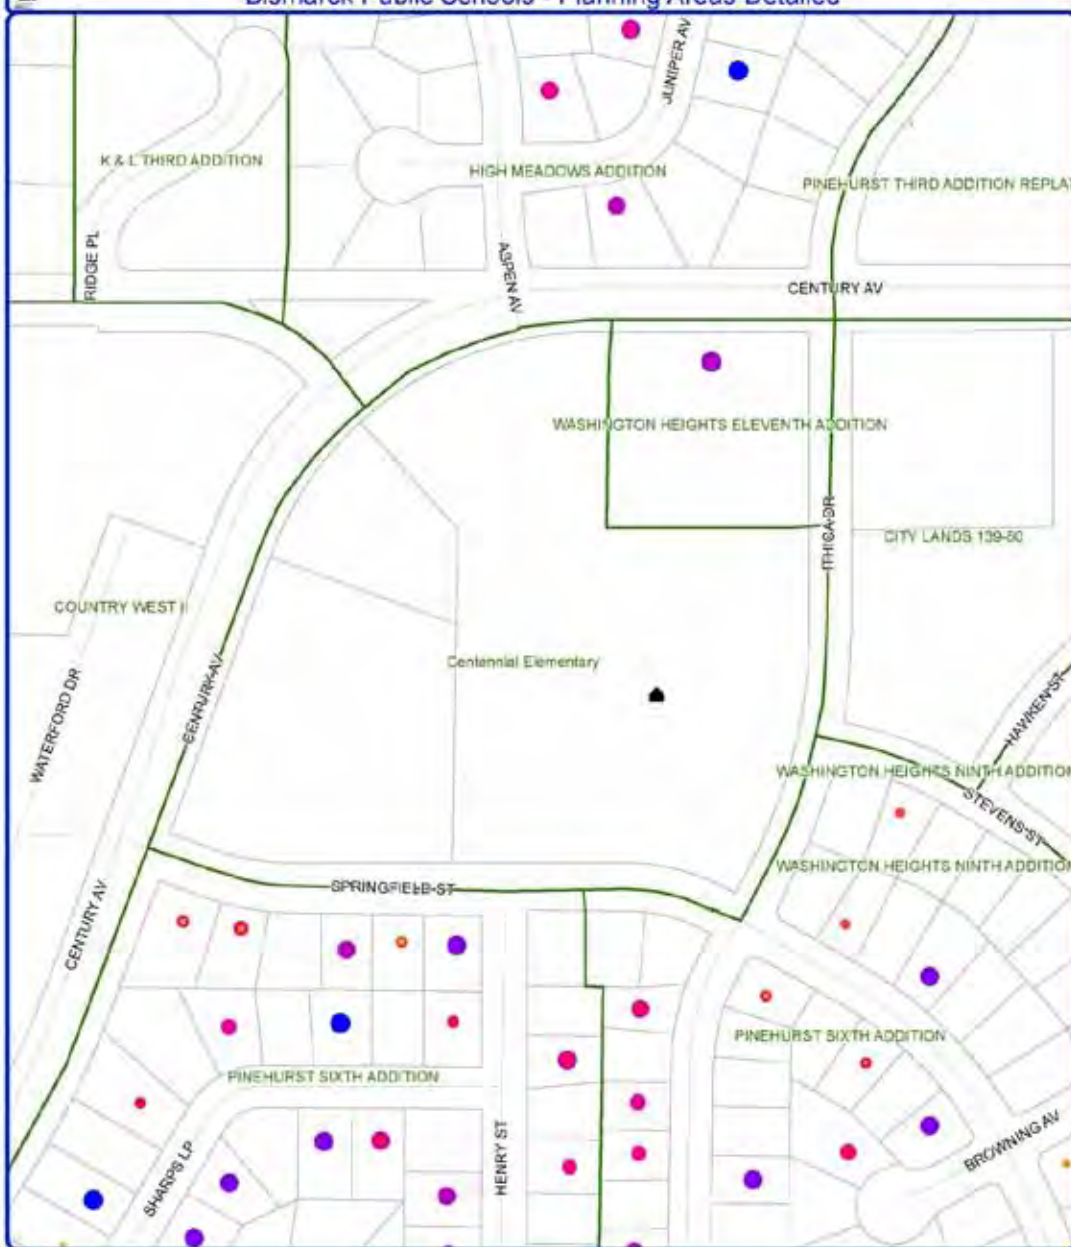 Bismarck Public Schools - Planning Areas Detailed
JUNIPER AV
K & L THIRD ADDITION
HIGH MEADOWS ADDITION
PINEHURST THIRD ADDITION REPLAT
RIDGE PL
ASPEN AV
CENTURY AV
WASHINGTON HEIGHTS ELEVENTH ADDITION
ITHICA DR
CITY LANDS 139-80
COUNTRY WEST II
Centennial Elementary
WATERFORD DR
CENTURY AV
HAWKEN ST
WASHINGTON HEIGHTS NINTH ADDITION
STEVENS ST
WASHINGTON HEIGHTS NINTH ADDITION
SPRINGFIELD ST
CENTURY AV
PINEHURST SIXTH ADDITION
PINEHURST SIXTH ADDITION
HENRY ST
BROWNING AV
SHARPS LP